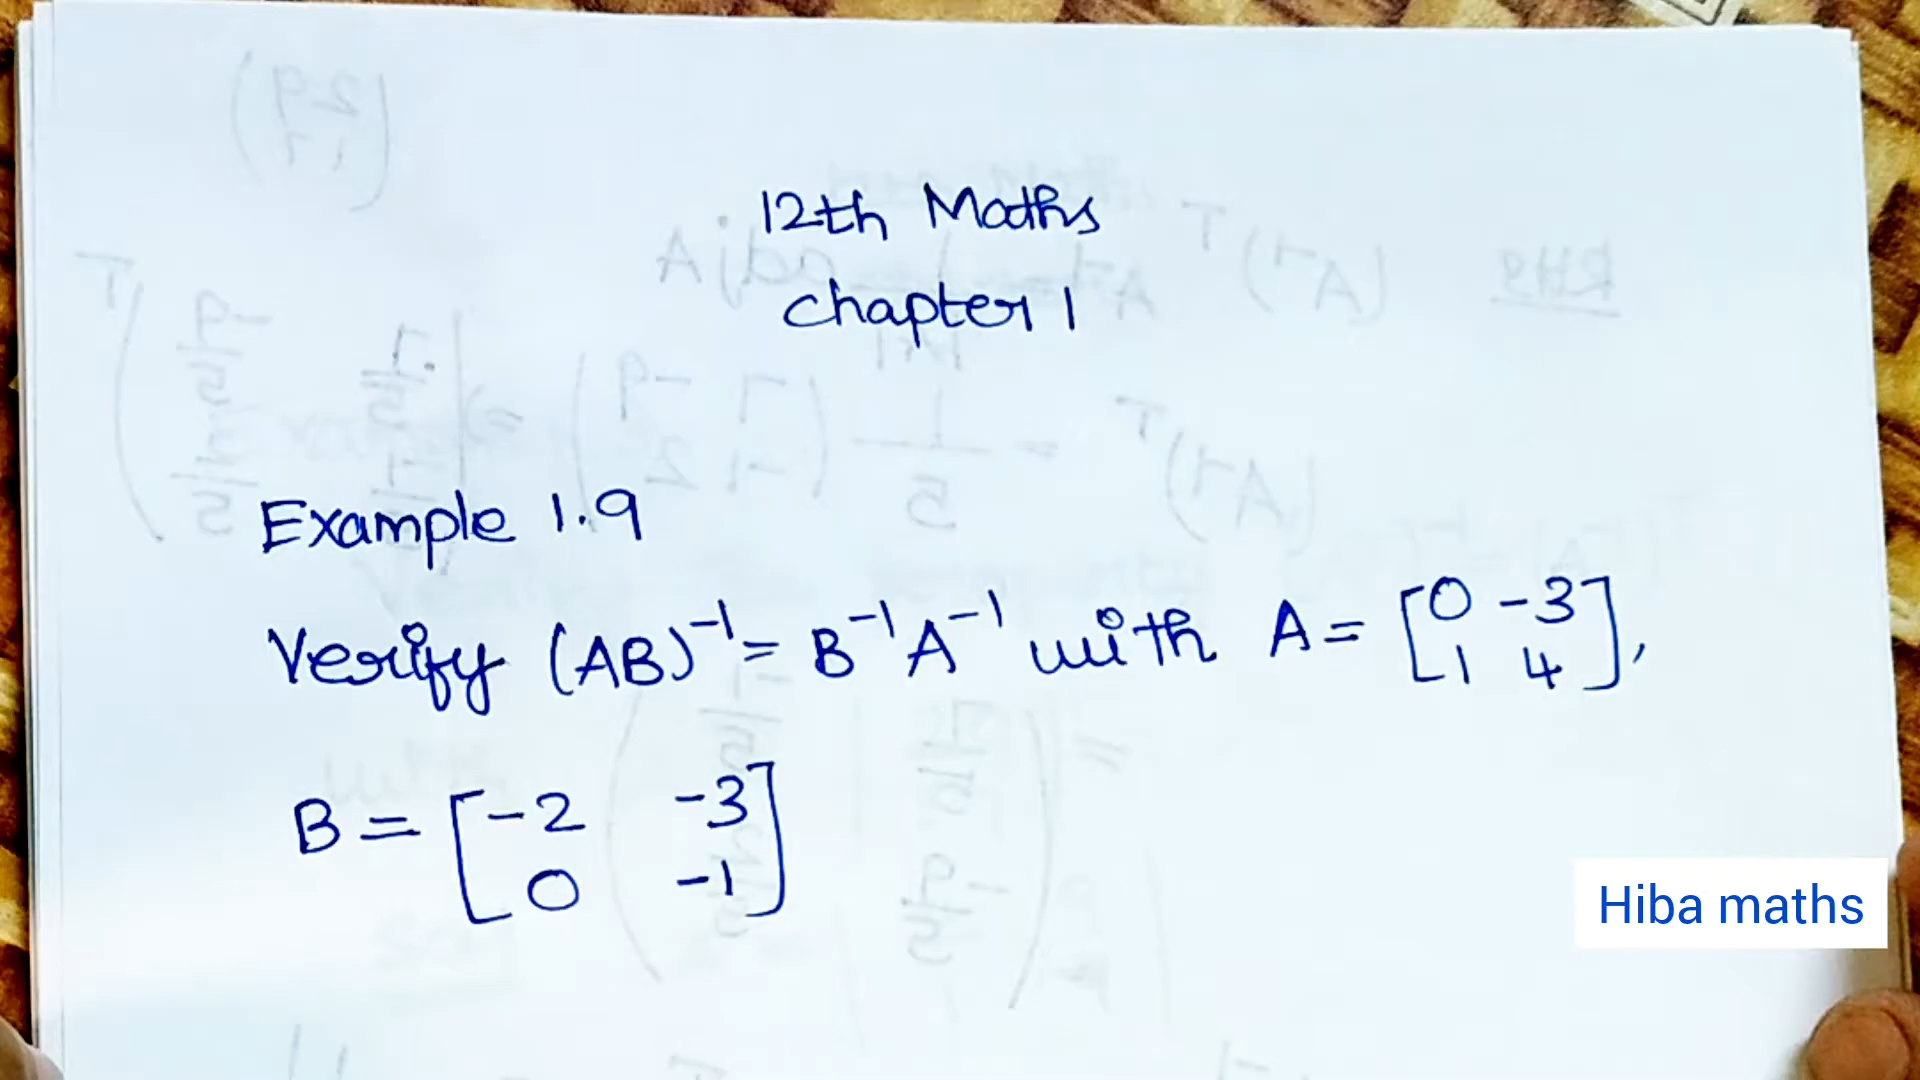 12th Maths
chapter 1
Example 1.9
Verify (AB)⁻¹ = B⁻¹A⁻¹ with A = [0 -3
1 4],
B = [-2 -3
0 -1]
Hiba maths